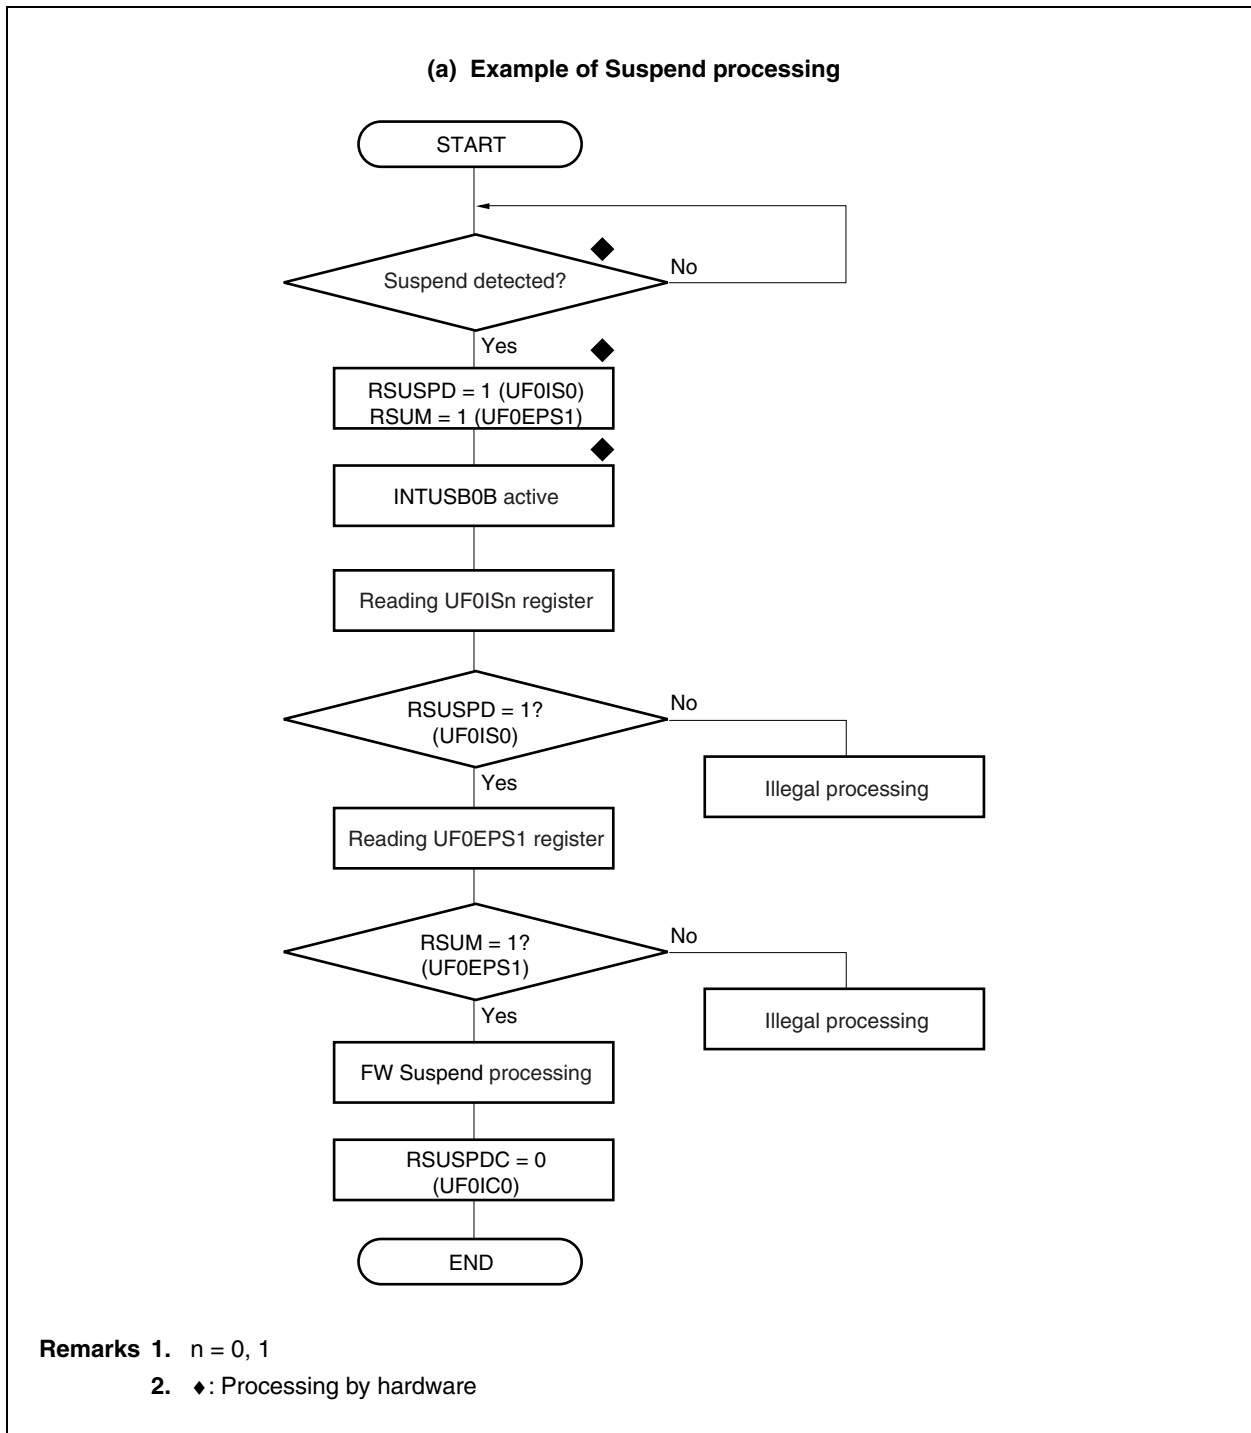 (a) Example of Suspend processing
START
Suspend detected?
No
Yes
RSUSPD = 1 (UF0IS0)
RSUM = 1 (UF0EPS1)
INTUSB0B active
Reading UF0ISn register
RSUSPD = 1?
(UF0IS0)
No
Yes
Illegal processing
Reading UF0EPS1 register
RSUM = 1?
(UF0EPS1)
No
Yes
Illegal processing
FW Suspend processing
RSUSPDC = 0
(UF0IC0)
END
Remarks 1. n = 0, 1
2. ♦: Processing by hardware